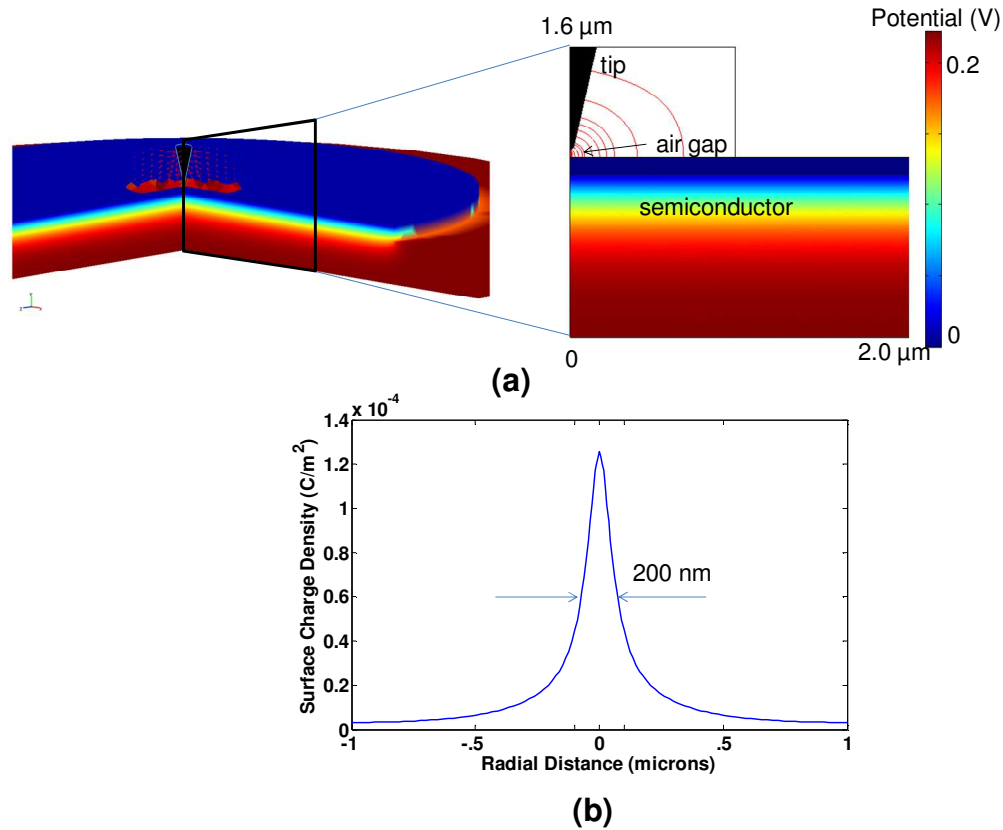 Potential (V)
1.6 μm
0.2
tip
air gap
semiconductor
0
0
2.0 μm
(a)
x 10-4
1.4
1.2
1
0.8
0.6
0.4
0.2
0
Surface Charge Density (C/m2)
200 nm
-1
-.5
0
.5
1
Radial Distance (microns)
(b)